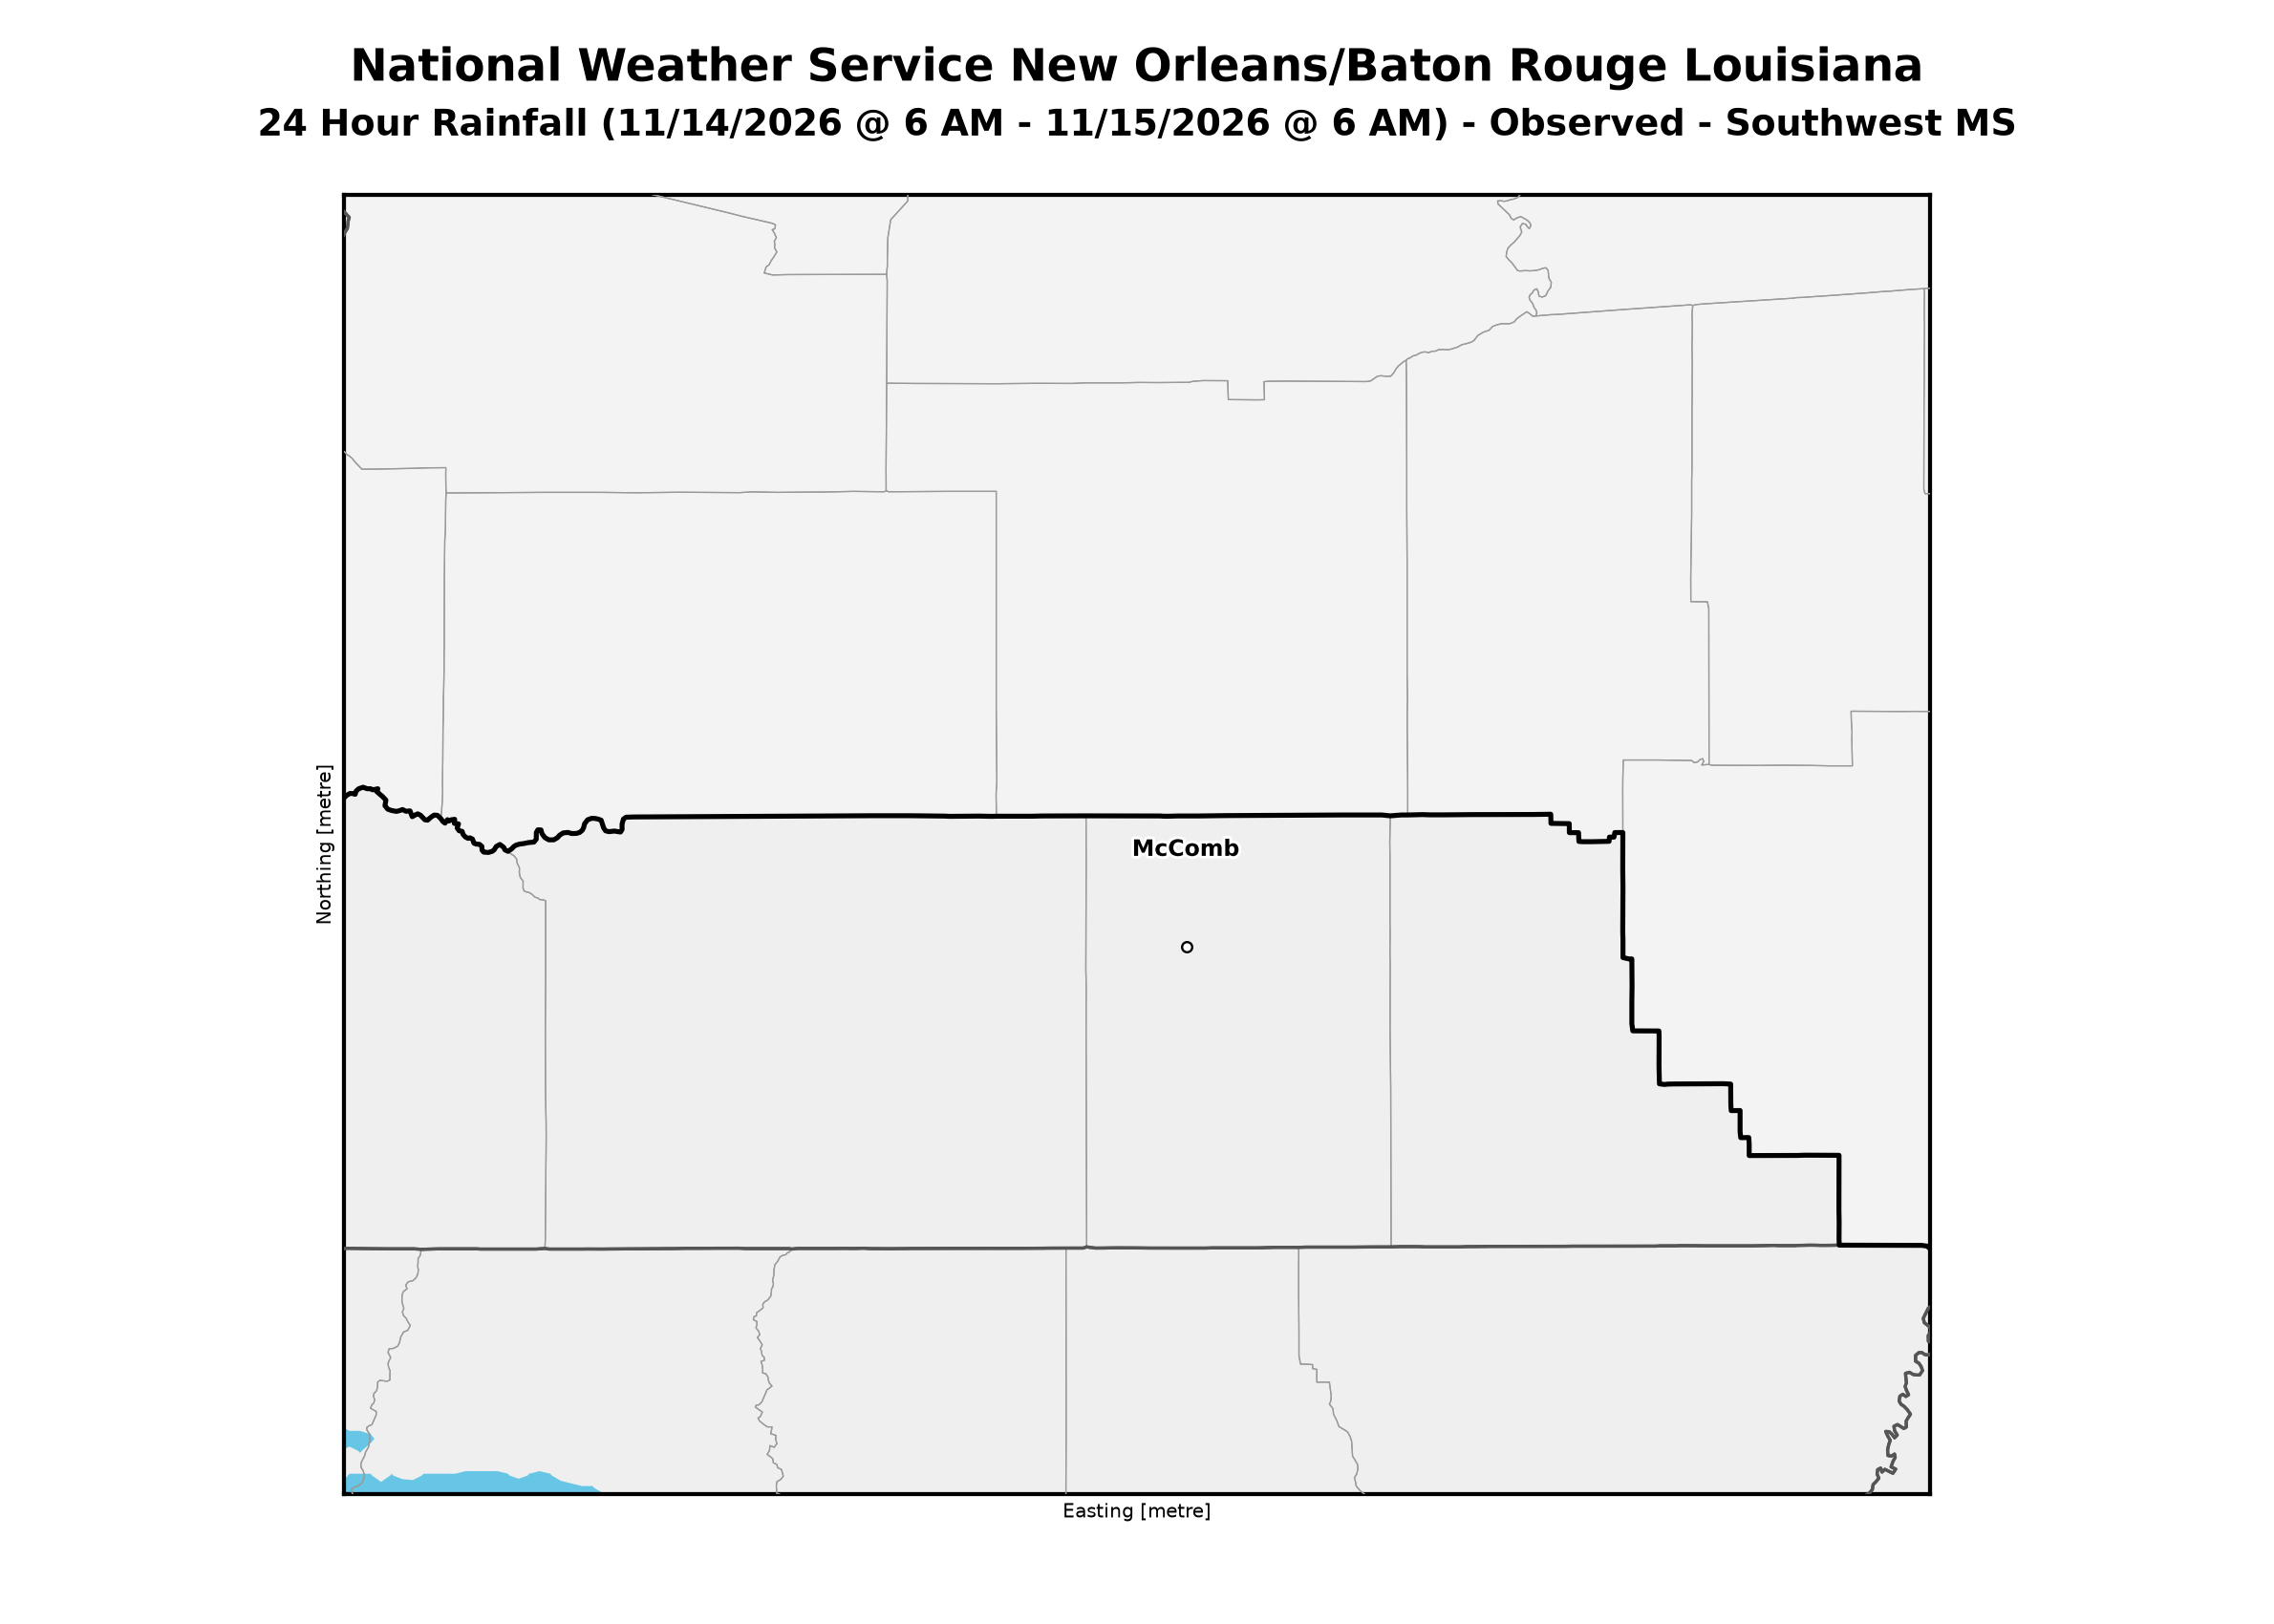 National Weather Service New Orleans/Baton Rouge Louisiana
24 Hour Rainfall (11/14/2026 @ 6 AM - 11/15/2026 @ 6 AM) - Observed - Southwest MS
McComb
Northing [metre]
Easting [metre]